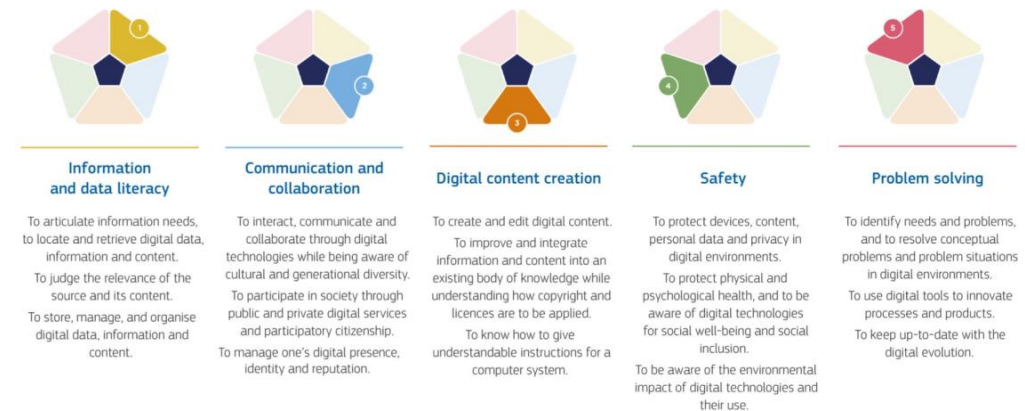 1
Information
and data literacy
To articulate information needs,
to locate and retrieve digital data,
information and content.
To judge the relevance of the
source and its content.
To store, manage, and organise
digital data, information and
content.
2
Communication and
collaboration
To interact, communicate and
collaborate through digital
technologies while being aware of
cultural and generational diversity.
To participate in society through
public and private digital services
and participatory citizenship.
To manage one's digital presence,
identity and reputation.
3
Digital content creation
To create and edit digital content.
To improve and integrate
information and content into an
existing body of knowledge while
understanding how copyright and
licences are to be applied.
To know how to give
understandable instructions for a
computer system.
4
Safety
To protect devices, content,
personal data and privacy in
digital environments.
To protect physical and
psychological health, and to be
aware of digital technologies
for social well-being and social
inclusion.
To be aware of the environmental
impact of digital technologies and
their use.
5
Problem solving
To identify needs and problems,
and to resolve conceptual
problems and problem situations
in digital environments.
To use digital tools to innovate
processes and products.
To keep up-to-date with the
digital evolution.